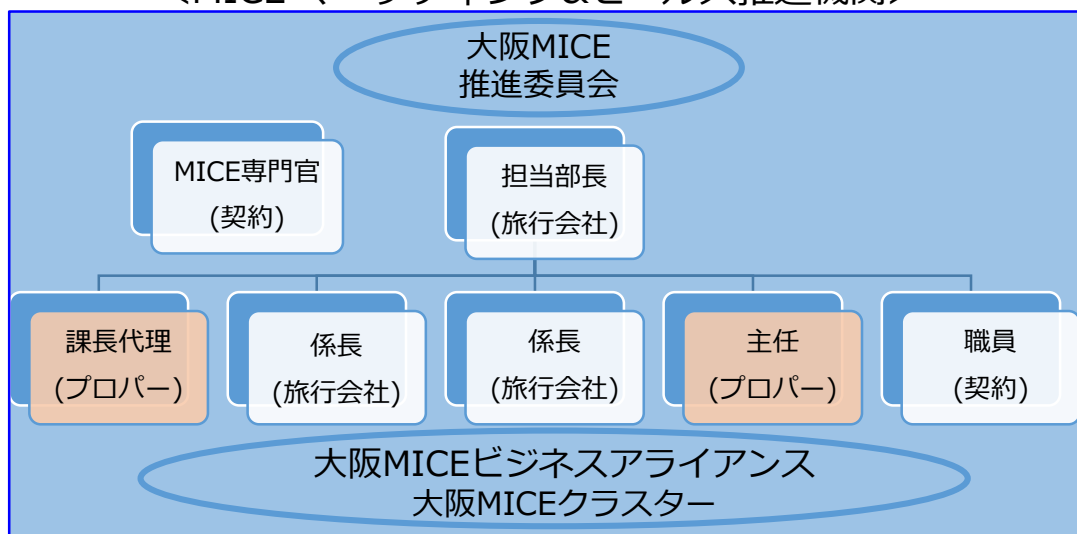 大阪MICE
推進委員会
MICE専門官
(契約)
担当部長
(旅行会社)
課長代理
(プロパー)
係長
(旅行会社)
係長
(旅行会社)
主任
(プロパー)
職員
(契約)
大阪MICEビジネスアライアンス
大阪MICEクラスター